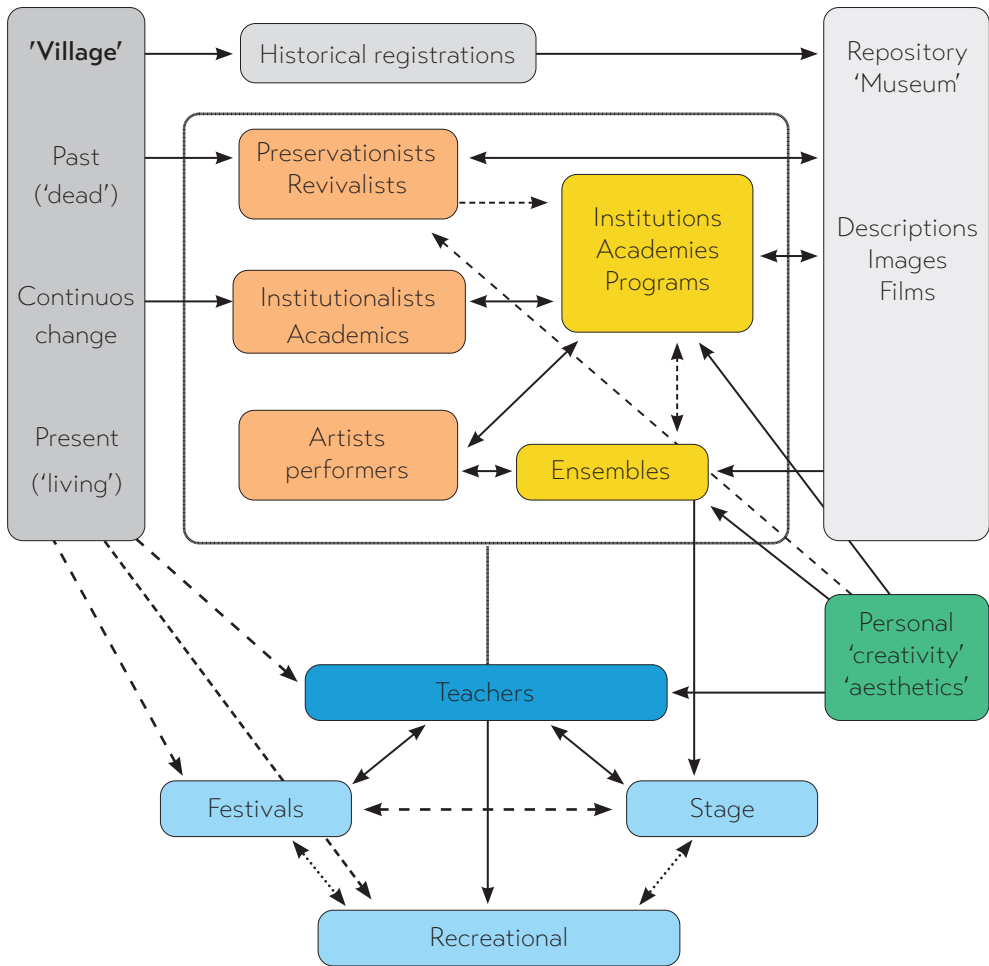 'Village'
Historical registrations
Repository
‘Museum’
Past
(‘dead’)
Preservationists
Revivalists
Institutions
Academies
Programs
Descriptions
Images
Films
Continuos
change
Institutionalists
Academics
Present
(‘living’)
Artists
performers
Ensembles
Personal
‘creativity’
‘aesthetics’
Teachers
Festivals
Stage
Recreational